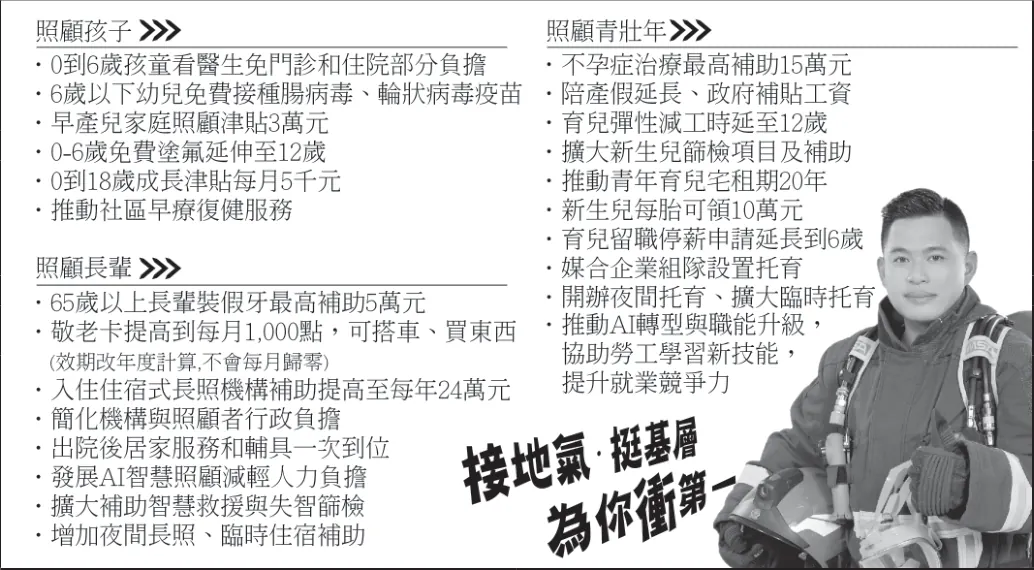 照顧孩子
・0到6歲孩童看醫生免門診和住院部分負擔
・6歲以下幼兒免費接種腸病毒、輪狀病毒疫苗
・早產兒家庭照顧津貼3萬元
・0-6歲免費塗氟延伸至12歲
・0到18歲成長津貼每月5千元
・推動社區早療復健服務
照顧長輩
・65歲以上長輩裝假牙最高補助5萬元
・敬老卡提高到每月1,000點，可搭車、買東西
(效期改年度計算,不會每月歸零)
・入住住宿式長照機構補助提高至每年24萬元
・簡化機構與照顧者行政負擔
・出院後居家服務和輔具一次到位
・發展AI智慧照顧減輕人力負擔
・擴大補助智慧救援與失智篩檢
・增加夜間長照、臨時住宿補助
照顧青壯年
・不孕症治療最高補助15萬元
・陪產假延長、政府補貼工資
・育兒彈性減工時延至12歲
・擴大新生兒篩檢項目及補助
・推動青年育兒宅租期20年
・新生兒每胎可領10萬元
・育兒留職停薪申請延長到6歲
・媒合企業組隊設置托育
・開辦夜間托育、擴大臨時托育
・推動AI轉型與職能升級，
協助勞工學習新技能，
提升就業競爭力
接地氣・挺基層
為你衝第一